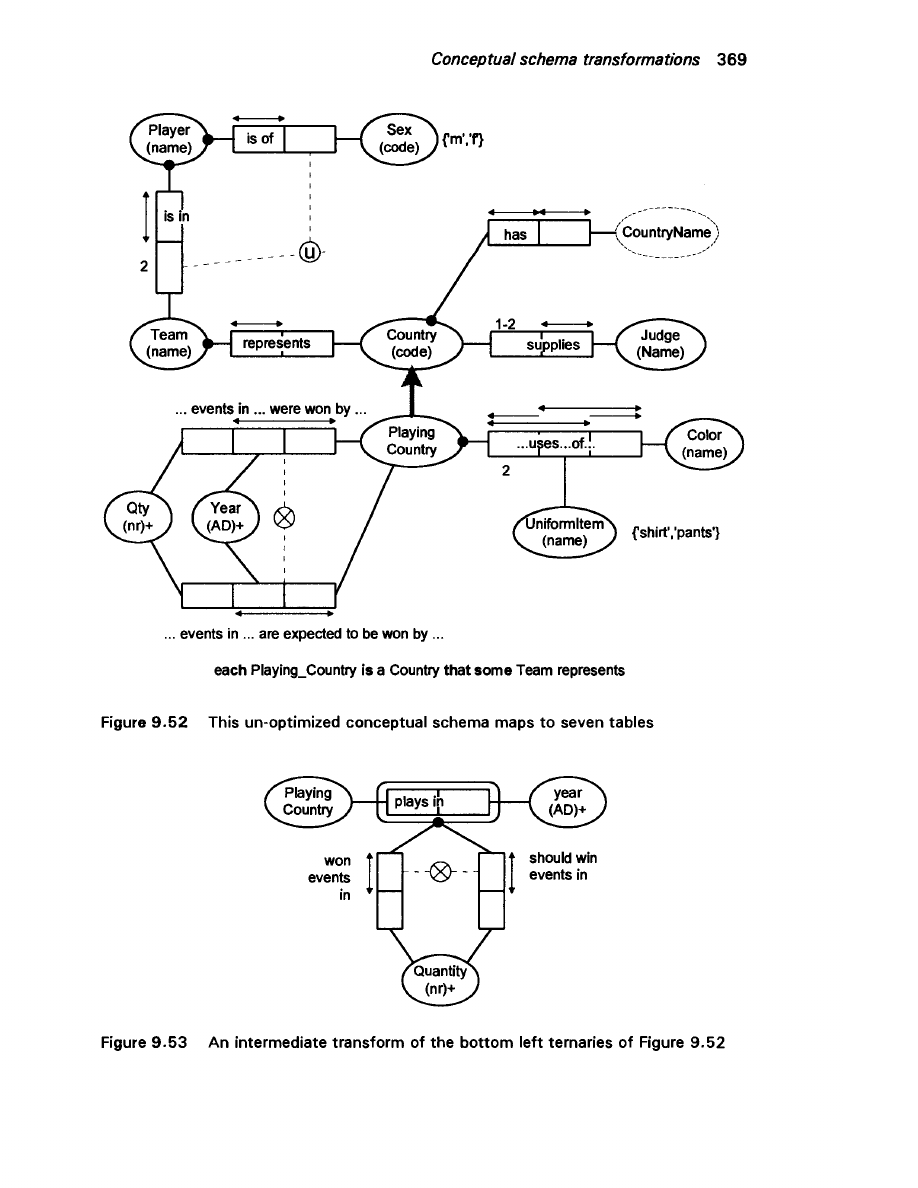 Conceptual schema transformations 369
Player
(name)
is of
Sex
(code)
{'m','f'}
is in
2
U
has
CountryName
Team
(name)
represents
Country
(code)
1-2
supplies
Judge
(Name)
... events in ... were won by ...
Playing
Country
...uses...of...
2
Color
(name)
Qty
(nr)+
Year
(AD)+
UniformItem
(name)
{'shirt','pants'}
... events in ... are expected to be won by ...
each Playing_Country is a Country that some Team represents
Figure 9.52 This un-optimized conceptual schema maps to seven tables
Playing
Country
plays in
year
(AD)+
won
events
in
should win
events in
Quantity
(nr)+
Figure 9.53 An intermediate transform of the bottom left ternaries of Figure 9.52